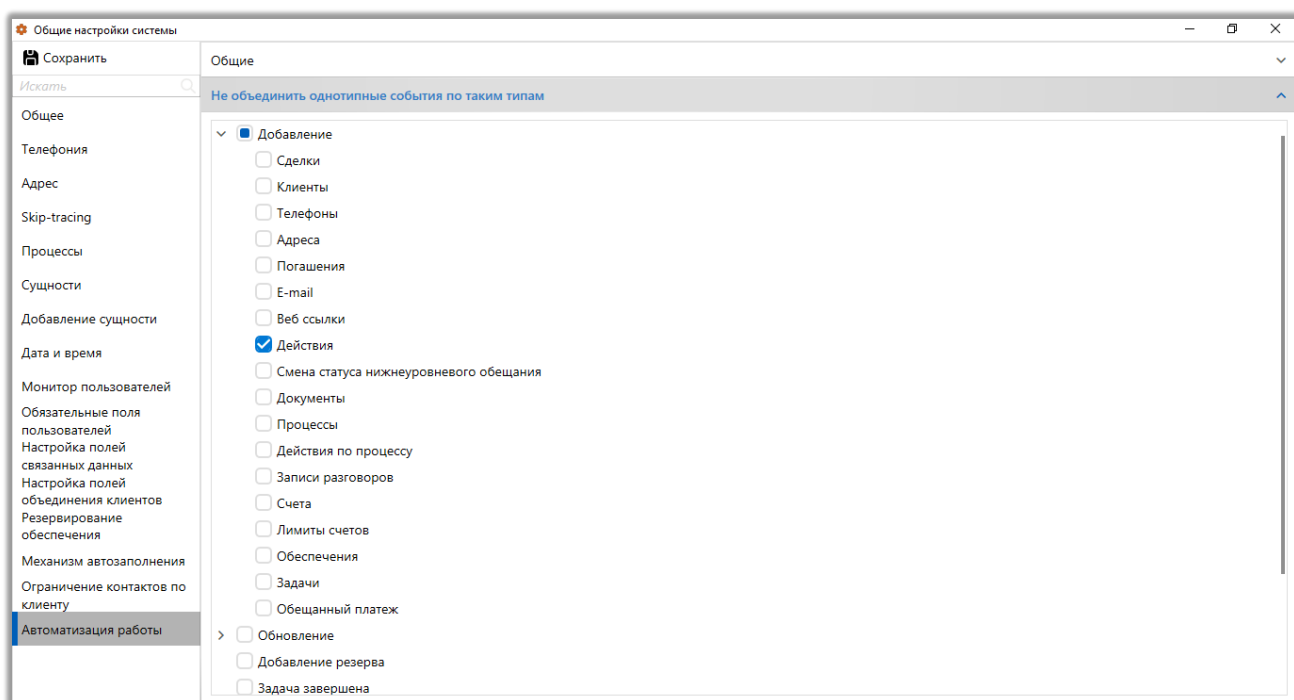 Общие настройки системы
Сохранить
Искать
Общее
Телефония
Адрес
Skip-tracing
Процессы
Сущности
Добавление сущности
Дата и время
Монитор пользователей
Обязательные поля
пользователей
Настройка полей
связанных данных
Настройка полей
объединения клиентов
Резервирование
обеспечения
Механизм автозаполнения
Ограничение контактов по
клиенту
Автоматизация работы
Общие
Не объединить однотипные события по таким типам
Добавление
Сделки
Клиенты
Телефоны
Адреса
Погашения
E-mail
Веб ссылки
Действия
Смена статуса нижнеуровневого обещания
Документы
Процессы
Действия по процессу
Записи разговоров
Счета
Лимиты счетов
Обеспечения
Задачи
Обещанный платеж
Обновление
Добавление резерва
Задача завершена